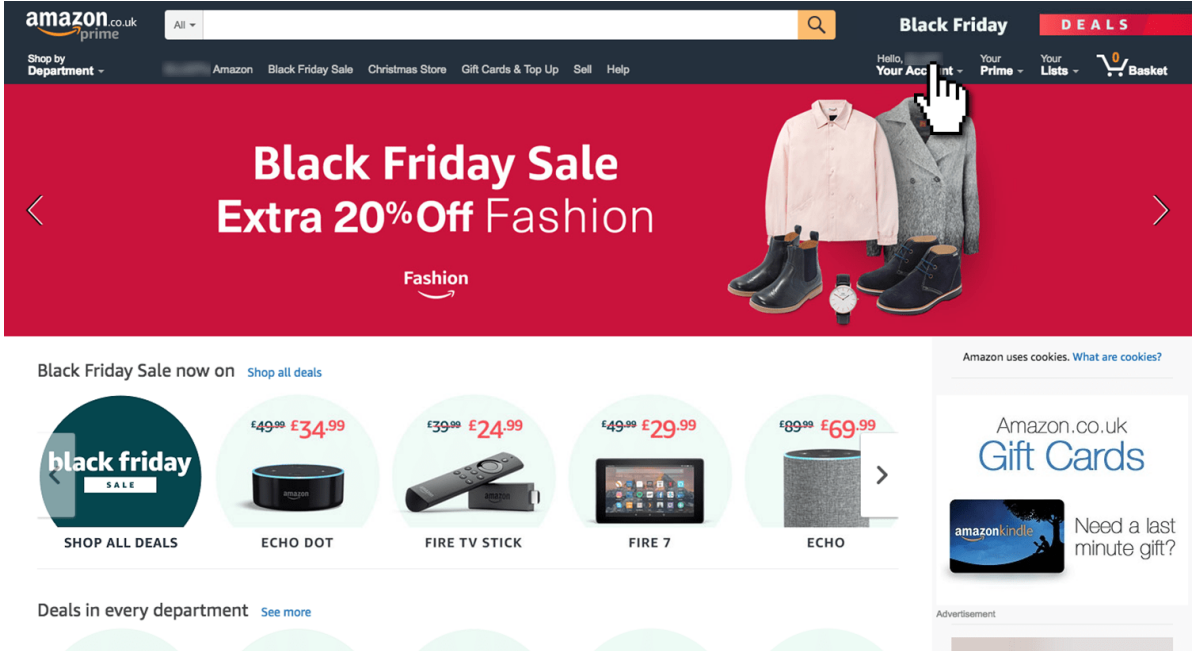 amazon.co.uk
prime
All
Black Friday
DEALS
Shop by
Department
Amazon
Black Friday Sale
Christmas Store
Gift Cards & Top Up
Sell
Help
Hello,
Your Account
Your
Prime
Your
Lists
0
Basket
Black Friday Sale
Extra 20% Off Fashion
Fashion
Amazon uses cookies. What are cookies?
Black Friday Sale now on Shop all deals
black friday
SALE
SHOP ALL DEALS
£49.99 £34.99
amazon
ECHO DOT
£39.99 £24.99
amazon
FIRE TV STICK
£49.99 £29.99
FIRE 7
£89.99 £69.99
ECHO
Amazon.co.uk
Gift Cards
amazonkindle
Need a last
minute gift?
Advertisement
Deals in every department See more